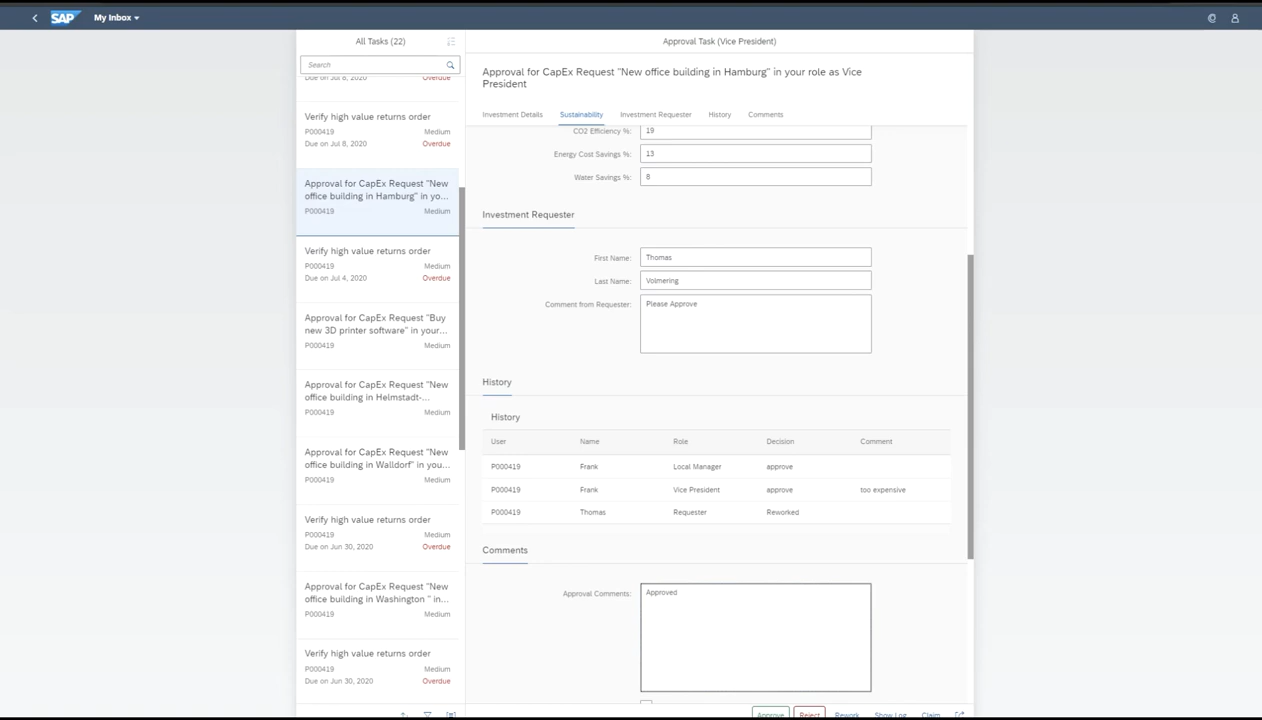 SAP My Inbox
All Tasks (22)
Search
Due on Jul 8, 2020 Overdue
Verify high value returns order
P000419 Medium
Due on Jul 8, 2020 Overdue
Approval for CapEx Request "New
office building in Hamburg" in yo...
P000419 Medium
Verify high value returns order
P000419 Medium
Due on Jul 4, 2020 Overdue
Approval for CapEx Request "Buy
new 3D printer software" in your...
P000419 Medium
Approval for CapEx Request "New
office building in Helmstadt-...
P000419 Medium
Approval for CapEx Request "New
office building in Walldorf" in you...
P000419 Medium
Verify high value returns order
P000419 Medium
Due on Jun 30, 2020 Overdue
Approval for CapEx Request "New
office building in Washington " in...
P000419 Medium
Verify high value returns order
P000419 Medium
Due on Jun 30, 2020 Overdue
Approval Task (Vice President)
Approval for CapEx Request "New office building in Hamburg" in your role as Vice
President
Investment Details Sustainability Investment Requester History Comments
CO2 Efficiency %: 19
Energy Cost Savings %: 13
Water Savings %: 8
Investment Requester
First Name: Thomas
Last Name: Volmering
Comment from Requester: Please Approve
History
History
User Name Role Decision Comment
P000419 Frank Local Manager approve
P000419 Frank Vice President approve too expensive
P000419 Thomas Requester Reworked
Comments
Approval Comments: Approved
Approve Reject Rework Show Log Claim